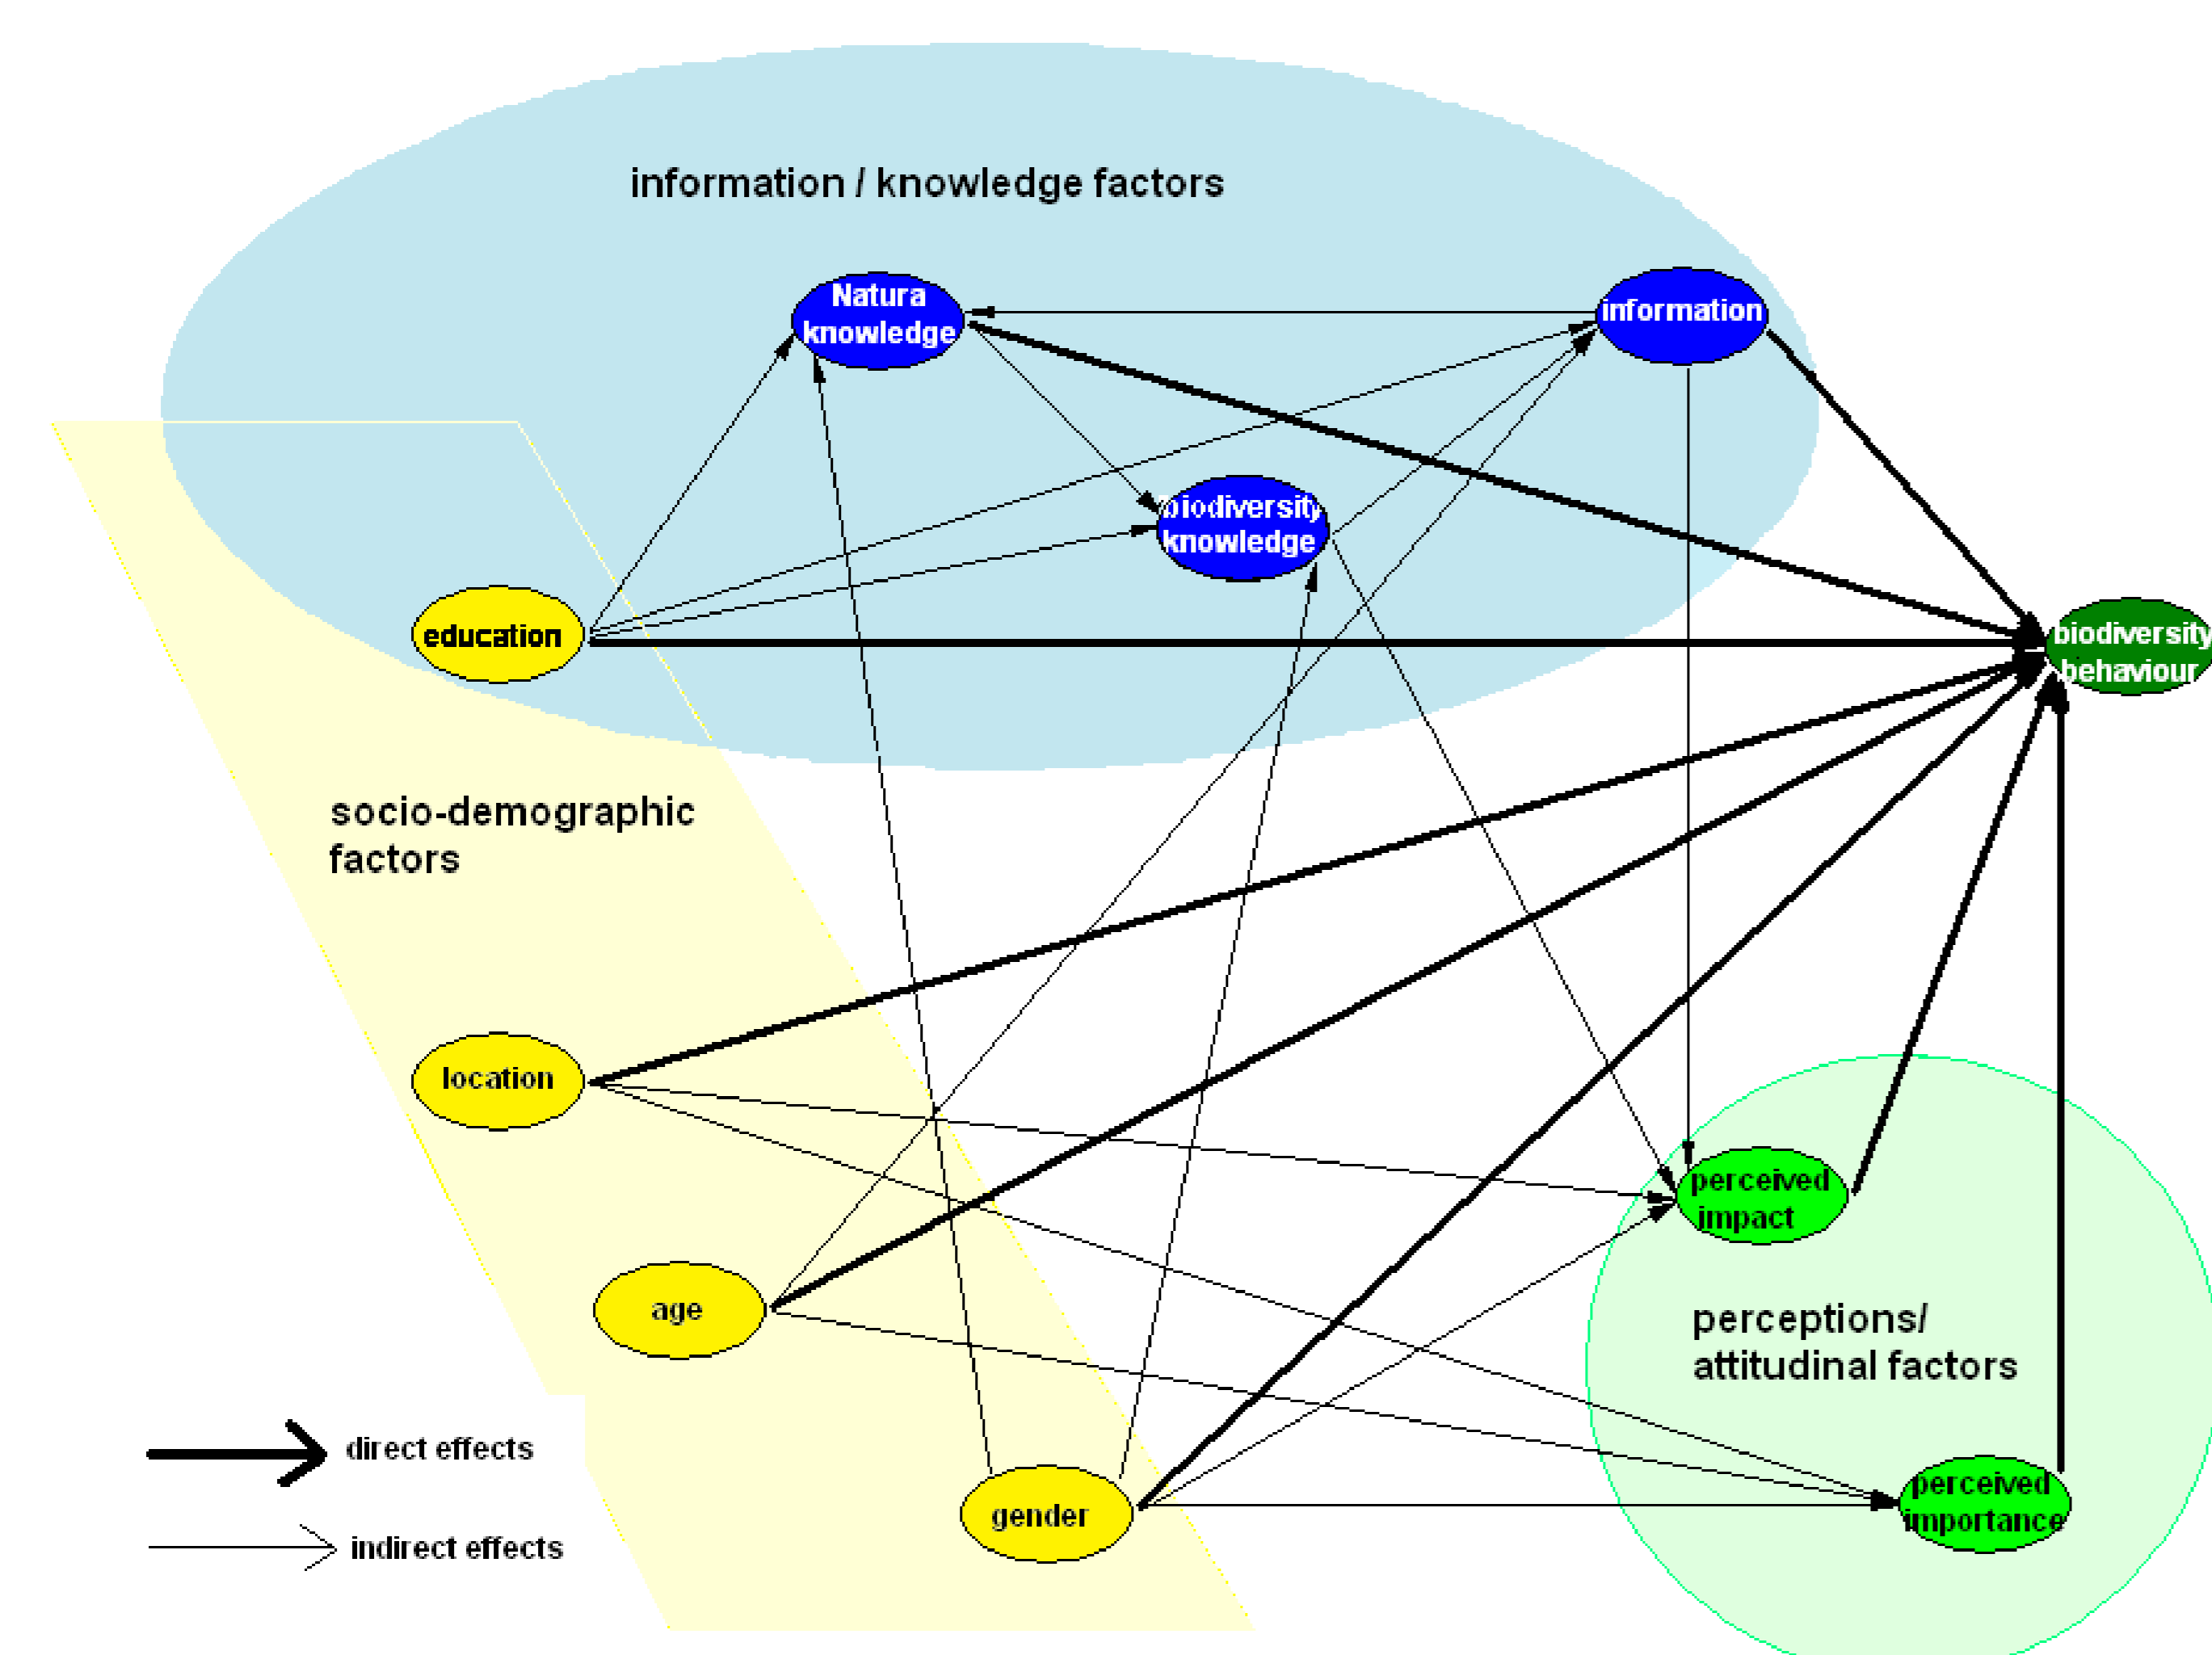 information / knowledge factors
Natura
knowledge
information
biodiversity
knowledge
education
biodiversity
behaviour
socio-demographic
factors
location
perceived
impact
age
perceptions/
attitudinal factors
direct effects
gender
perceived
importance
indirect effects